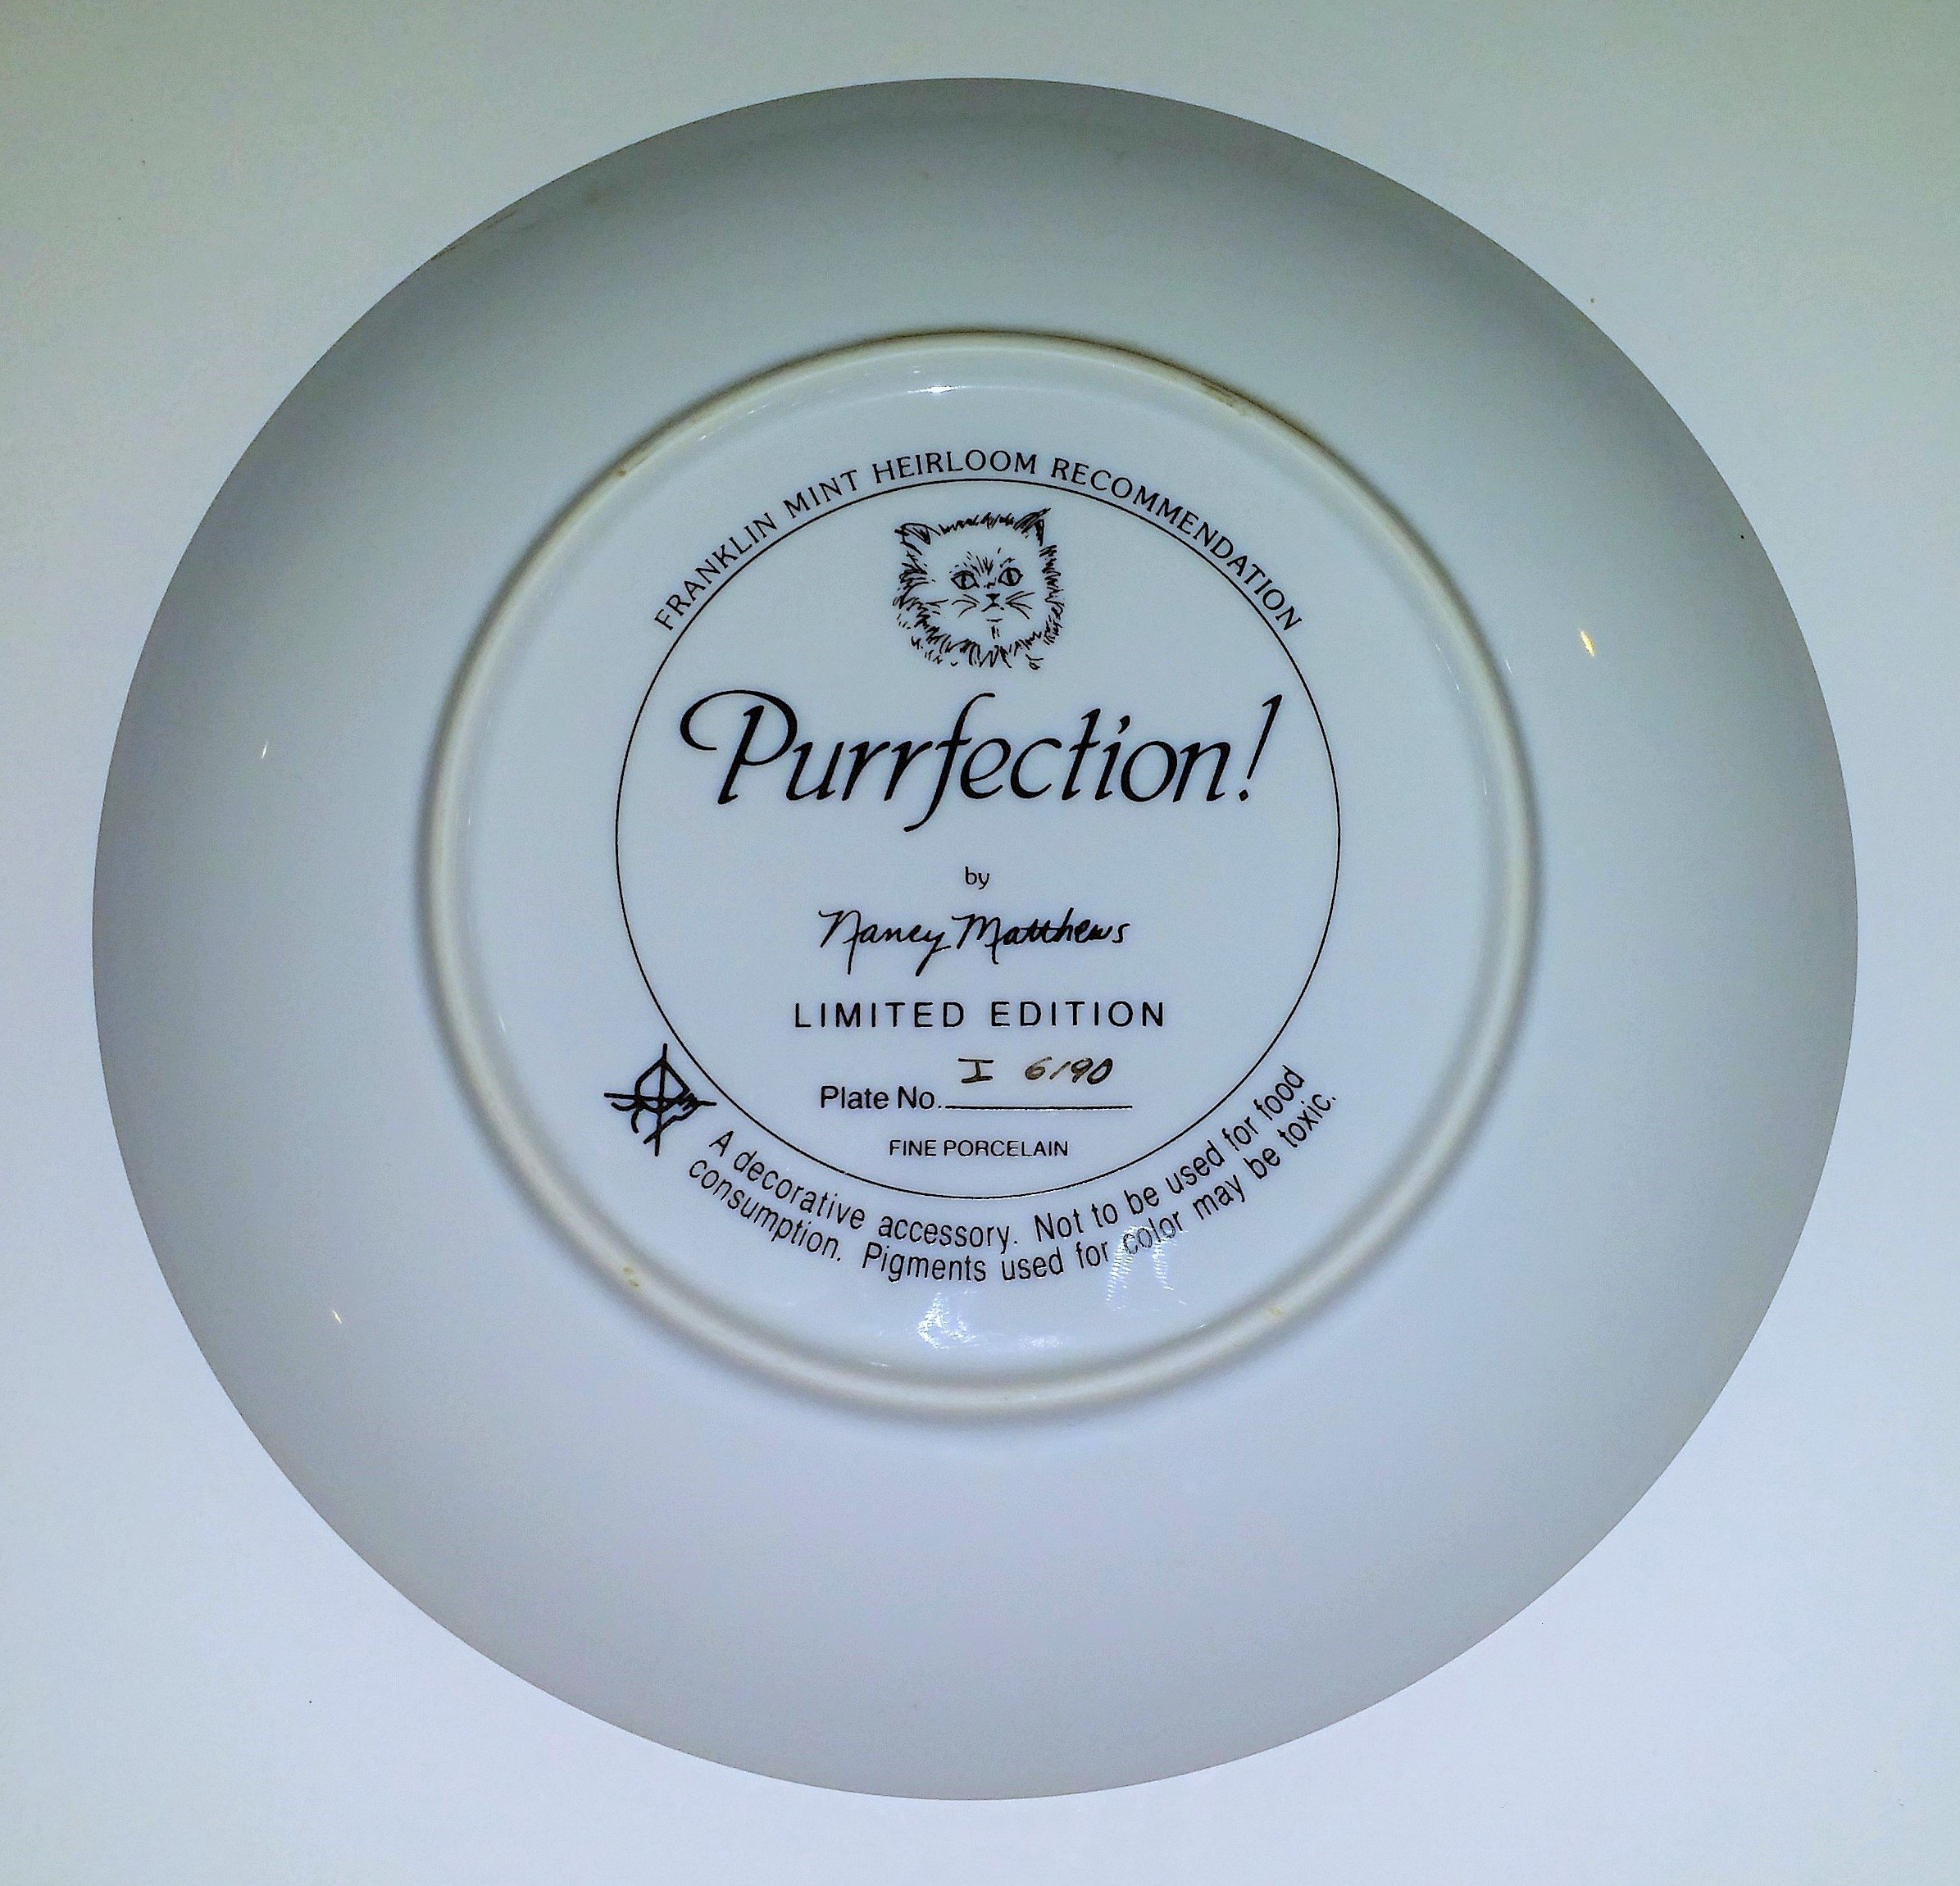 FRANKLIN MINT HEIRLOOM RECOMMENDATION
Purrfection!
by
Nancy Matthews
LIMITED EDITION
Plate No. I 6190
FINE PORCELAIN
A decorative accessory. Not to be used for food
consumption. Pigments used for color may be toxic.